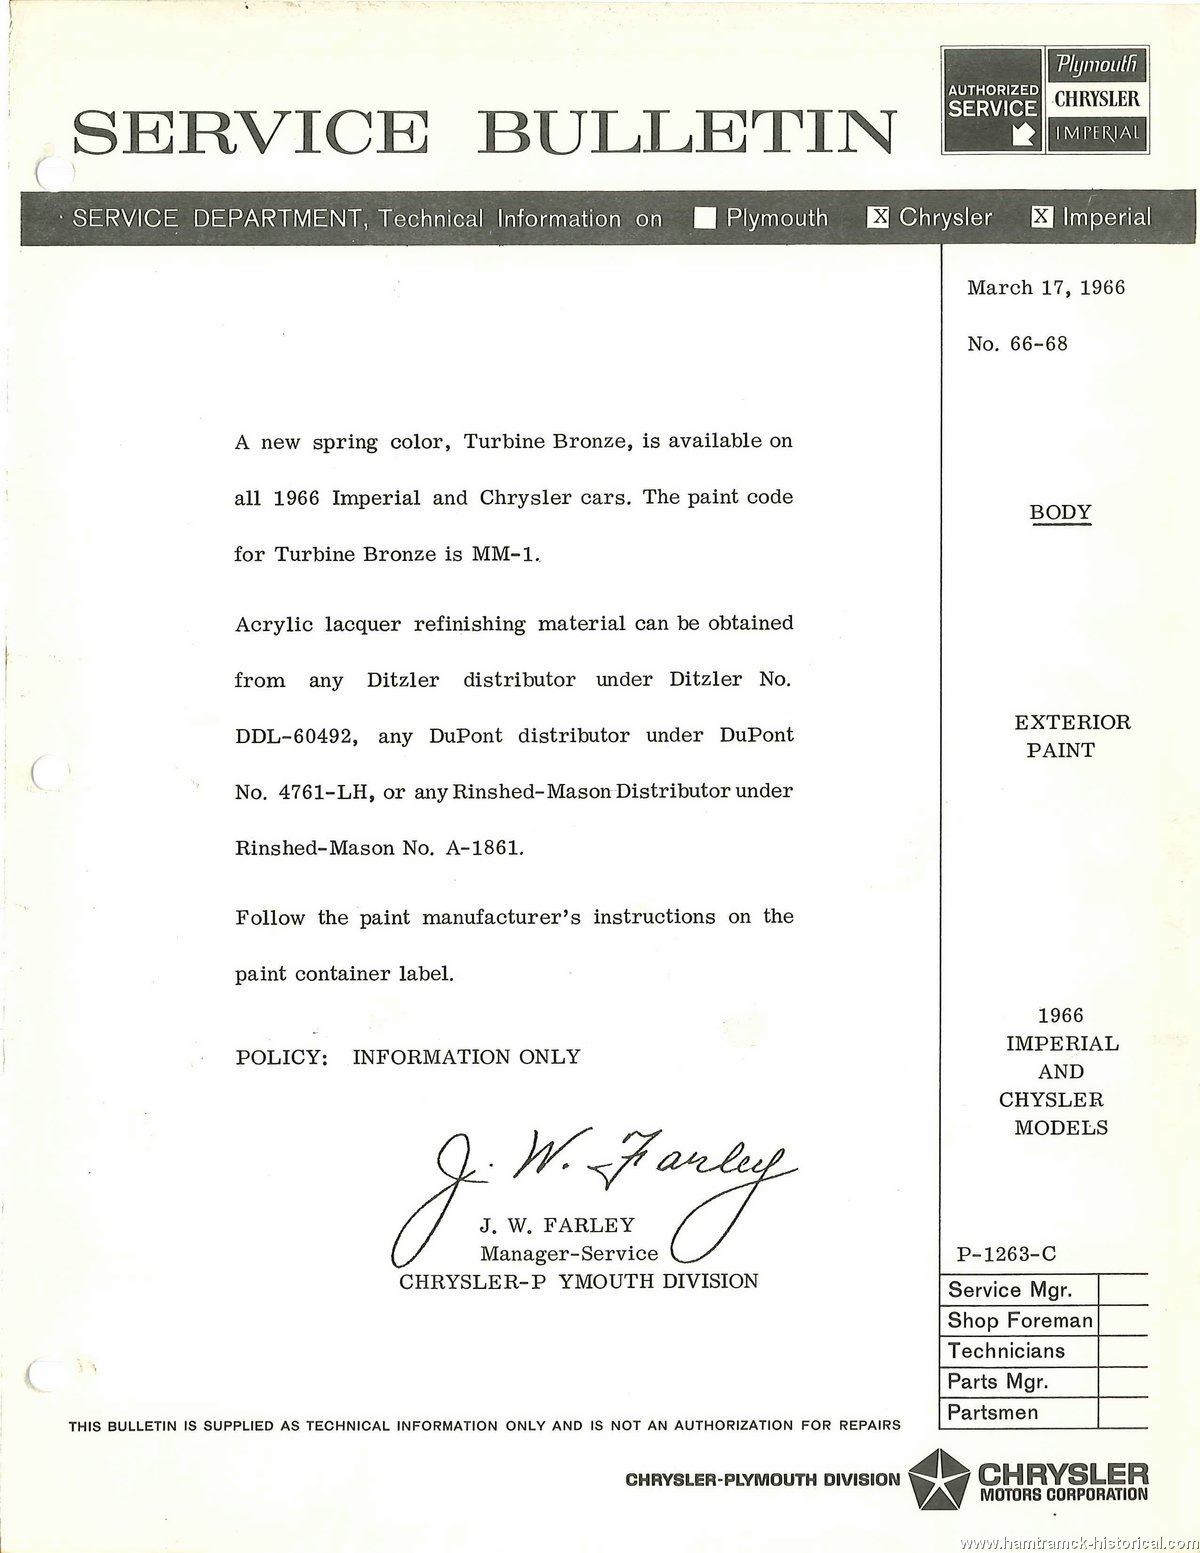 SERVICE BULLETIN
AUTHORIZED
SERVICE
Plymouth
CHRYSLER
IMPERIAL
SERVICE DEPARTMENT, Technical Information on Plymouth X Chrysler X Imperial
March 17, 1966
No. 66-68
A new spring color, Turbine Bronze, is available on
all 1966 Imperial and Chrysler cars. The paint code
for Turbine Bronze is MM-1.
Acrylic lacquer refinishing material can be obtained
from any Ditzler distributor under Ditzler No.
DDL-60492, any DuPont distributor under DuPont
No. 4761-LH, or any Rinshed-Mason Distributor under
Rinshed-Mason No. A-1861.
Follow the paint manufacturer's instructions on the
paint container label.
POLICY: INFORMATION ONLY
J. W. Farley
J. W. FARLEY
Manager-Service
CHRYSLER-P YMOUTH DIVISION
BODY
EXTERIOR
PAINT
1966
IMPERIAL
AND
CHYSLER
MODELS
P-1263-C
Service Mgr.
Shop Foreman
Technicians
Parts Mgr.
Partsmen
THIS BULLETIN IS SUPPLIED AS TECHNICAL INFORMATION ONLY AND IS NOT AN AUTHORIZATION FOR REPAIRS
CHRYSLER-PLYMOUTH DIVISION
CHRYSLER
MOTORS CORPORATION
www.hamtramck-historical.com